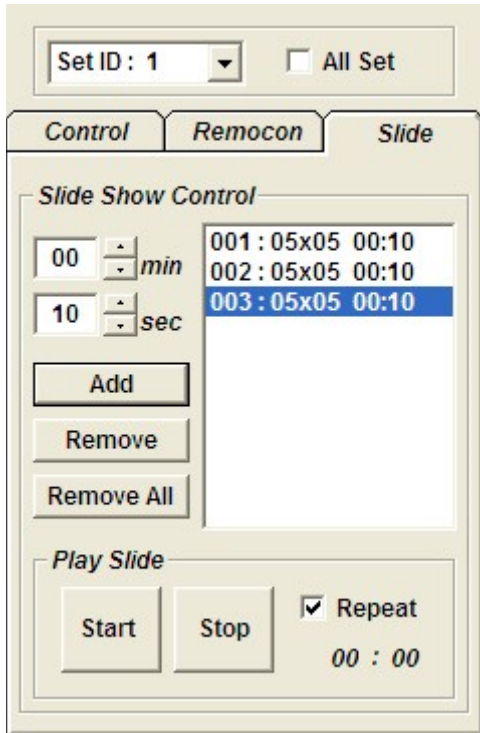 Set ID : 1
All Set
Control Remocon Slide
Slide Show Control
00 min
10 sec
001 : 05x05 00:10
002 : 05x05 00:10
003 : 05x05 00:10
Add
Remove
Remove All
Play Slide
Start Stop
Repeat
00 : 00